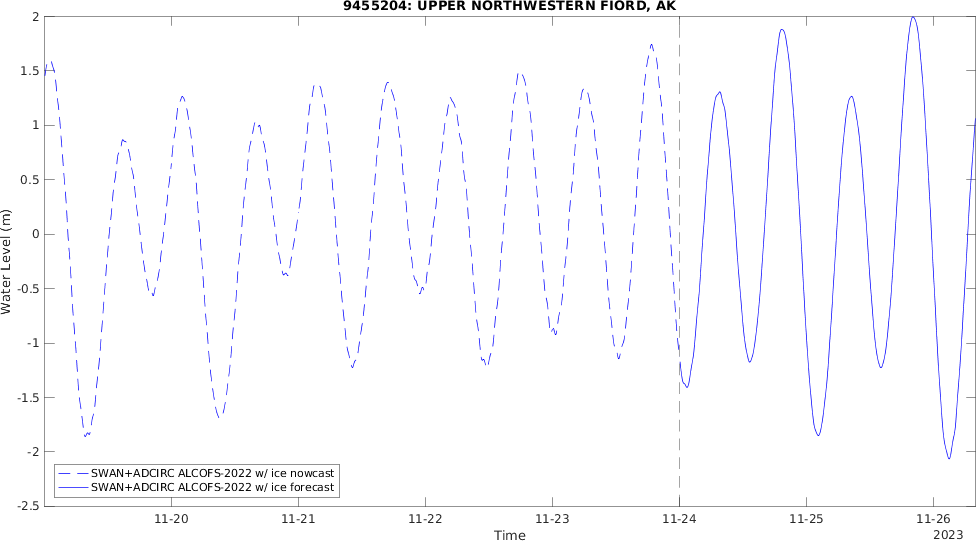 9455204: UPPER NORTHWESTERN FIORD, AK
2
1.5
1
0.5
0
-0.5
-1
-1.5
-2
-2.5
Water Level (m)
SWAN+ADCIRC ALCOFS-2022 w/ ice nowcast
SWAN+ADCIRC ALCOFS-2022 w/ ice forecast
11-20 11-21 11-22 11-23 11-24 11-25 11-26
Time
2023